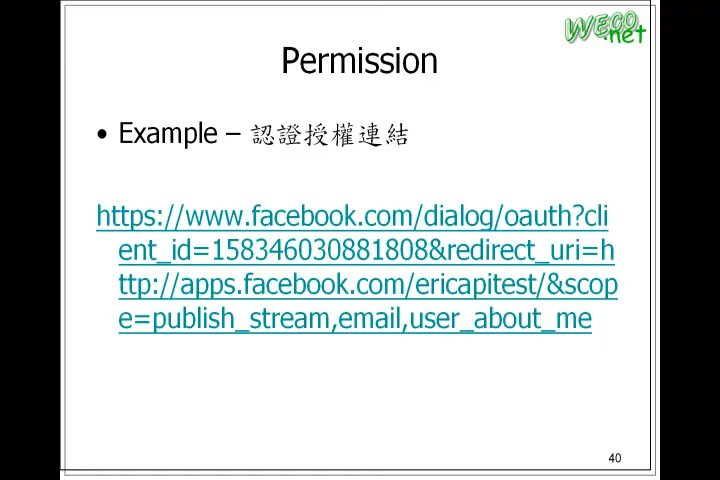 WECO
.net
Permission
• Example – 認證授權連結
https://www.facebook.com/dialog/oauth?cli
ent_id=158346030881808&redirect_uri=h
ttp://apps.facebook.com/ericapitest/&scop
e=publish_stream,email,user_about_me
40